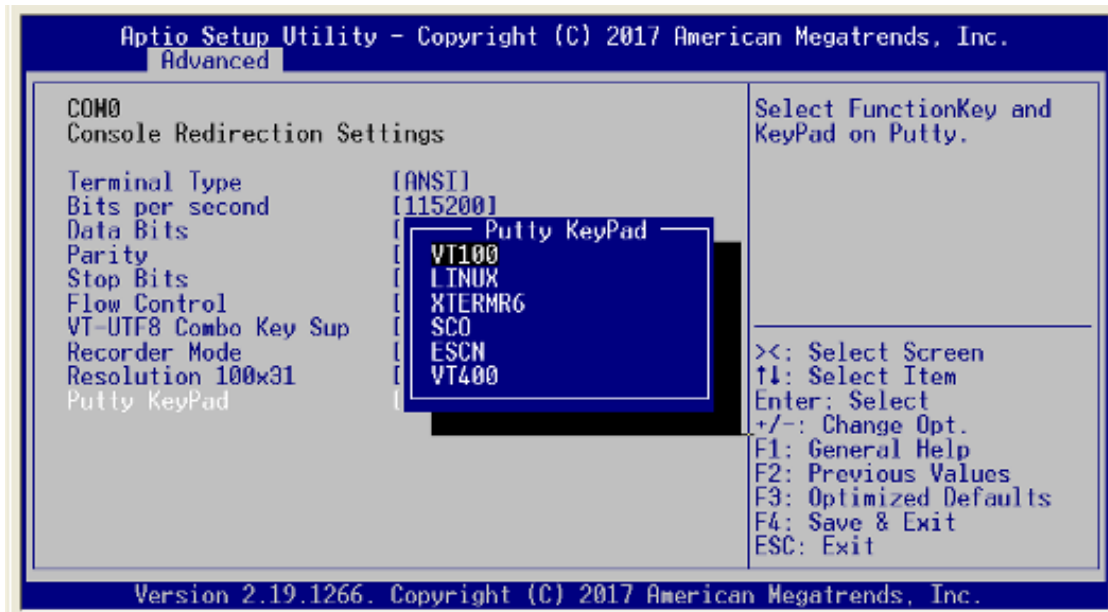 Aptio Setup Utility - Copyright (C) 2017 American Megatrends, Inc.
Advanced
COM0
Console Redirection Settings
Terminal Type [ANSI]
Bits per second [115200]
Data Bits [
Parity [
Stop Bits [
Flow Control [
VT-UTF8 Combo Key Sup [
Recorder Mode [
Resolution 100x31 [
Putty KeyPad [
Putty KeyPad
VT100
LINUX
XTERMR6
SCO
ESCN
VT400
Select FunctionKey and
KeyPad on Putty.
><: Select Screen
↑↓: Select Item
Enter: Select
+/-: Change Opt.
F1: General Help
F2: Previous Values
F3: Optimized Defaults
F4: Save & Exit
ESC: Exit
Version 2.19.1266. Copyright (C) 2017 American Megatrends, Inc.